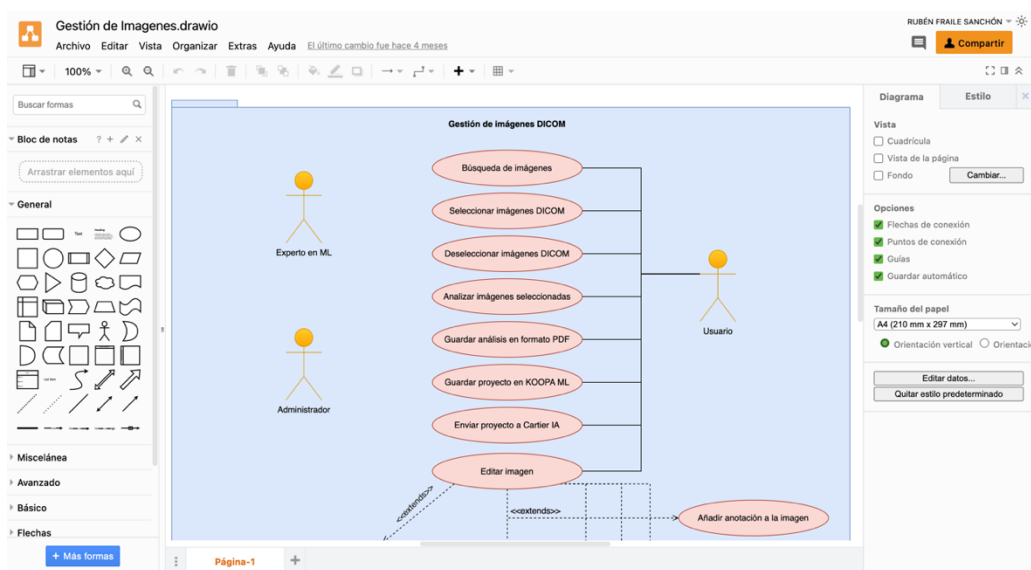 Gestión de Imagenes.drawio
RUBÉN FRAILE SANCHÓN
Archivo Editar Vista Organizar Extras Ayuda El último cambio fue hace 4 meses
Compartir
100%
Buscar formas
Bloc de notas ? + ×
Arrastrar elementos aquí
General
Text
Heading
List Item
Miscelánea
Avanzado
Básico
Flechas
+ Más formas
Gestión de imágenes DICOM
Búsqueda de imágenes
Seleccionar imágenes DICOM
Experto en ML
Deseleccionar imágenes DICOM
Analizar imágenes seleccionadas
Usuario
Guardar análisis en formato PDF
Guardar proyecto en KOOPA ML
Administrador
Enviar proyecto a Cartier IA
Editar imagen
<<extends>>
<<extends>>
Añadir anotación a la imagen
Página-1
Diagrama Estilo
Vista
Cuadrícula
Vista de la página
Fondo Cambiar...
Opciones
Flechas de conexión
Puntos de conexión
Guías
Guardar automático
Tamaño del papel
A4 (210 mm x 297 mm)
Orientación vertical Orientaci
Editar datos...
Quitar estilo predeterminado